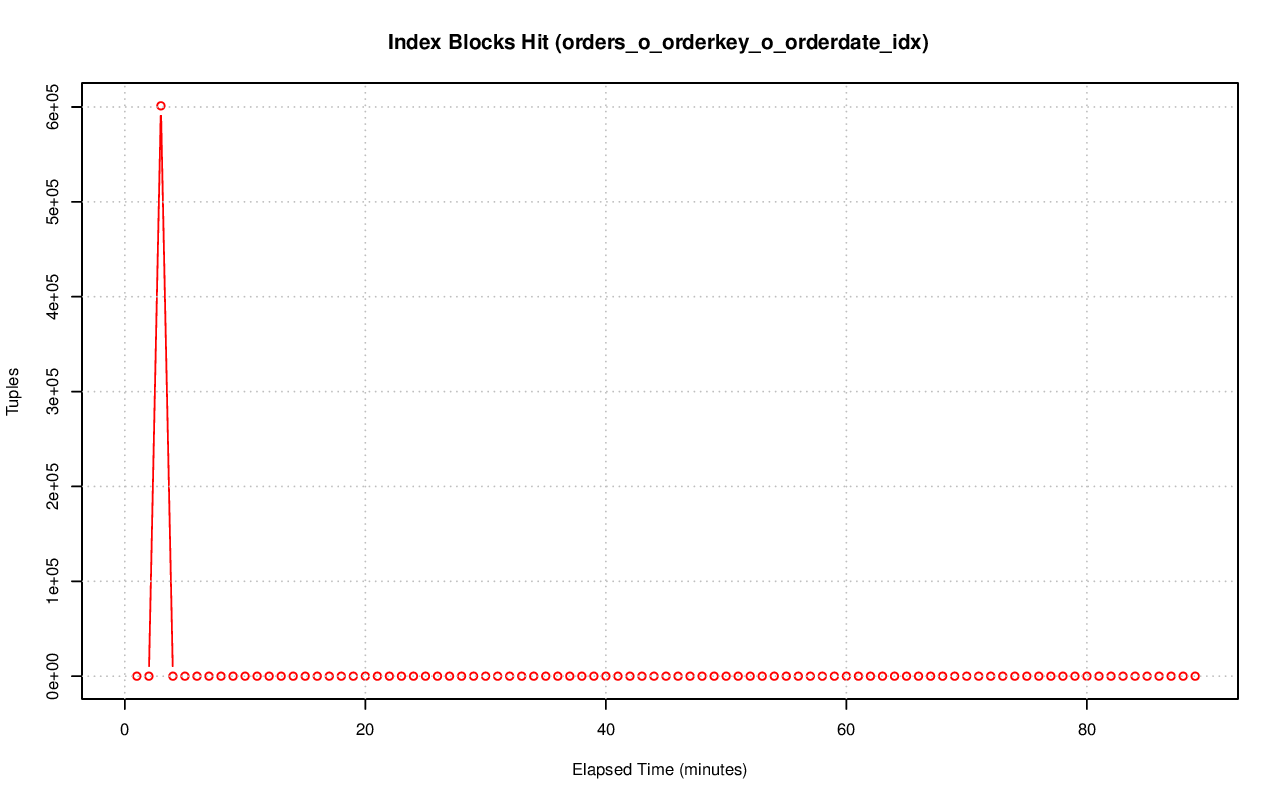 Index Blocks Hit (orders_o_orderkey_o_orderdate_idx)
6e+05
5e+05
4e+05
3e+05
2e+05
1e+05
0e+00
Tuples
0 20 40 60 80
Elapsed Time (minutes)